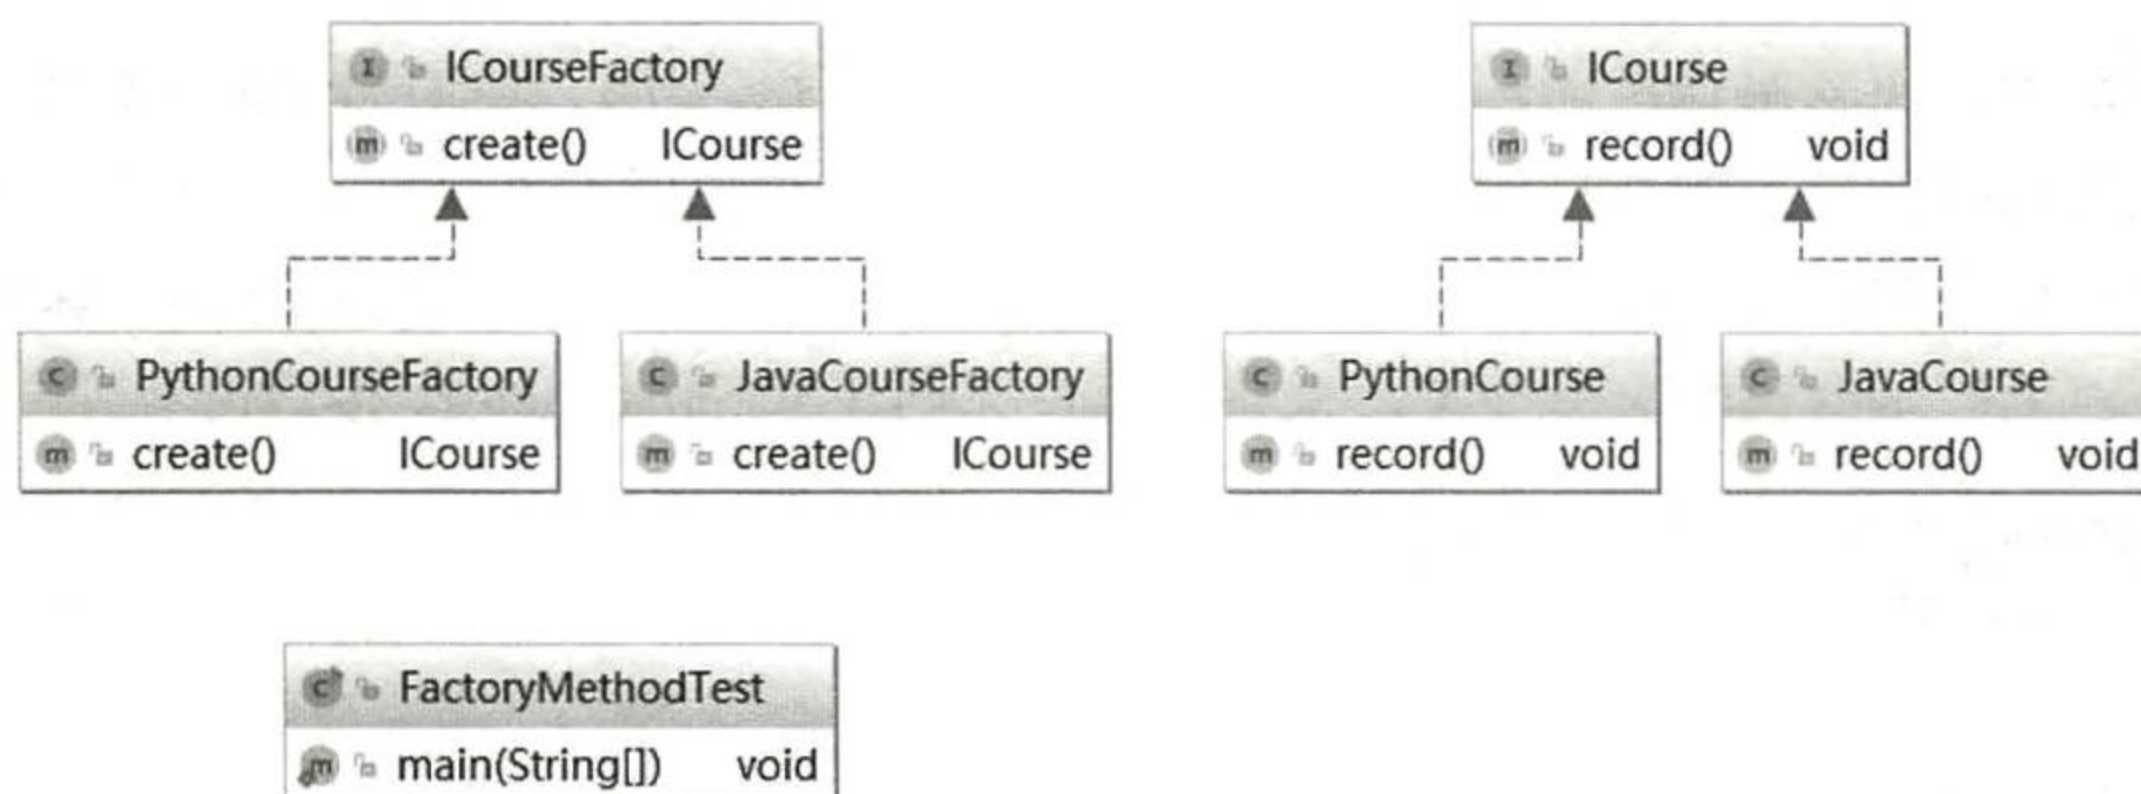 ICourseFactory
create() ICourse
ICourse
record() void
PythonCourseFactory
create() ICourse
JavaCourseFactory
create() ICourse
PythonCourse
record() void
JavaCourse
record() void
FactoryMethodTest
main(String[]) void